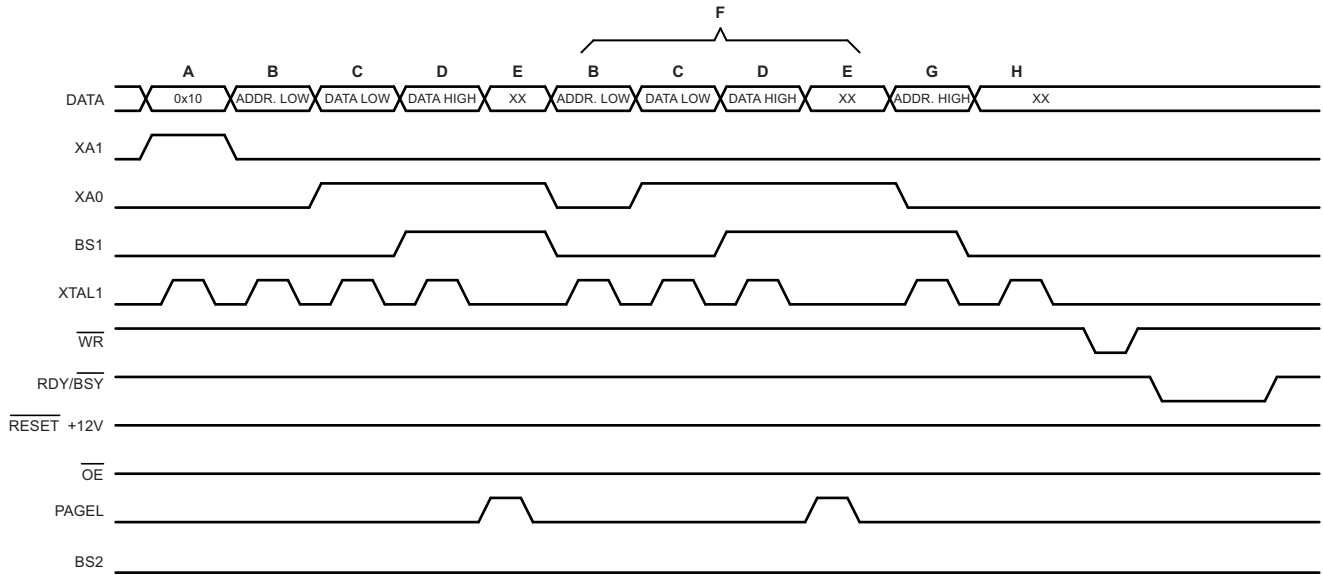 F
A B C D E B C D E G H
DATA 0x10 ADDR. LOW DATA LOW DATA HIGH XX ADDR. LOW DATA LOW DATA HIGH XX ADDR. HIGH XX
XA1
XA0
BS1
XTAL1
WR
RDY/BSY
RESET +12V
OE
PAGEL
BS2